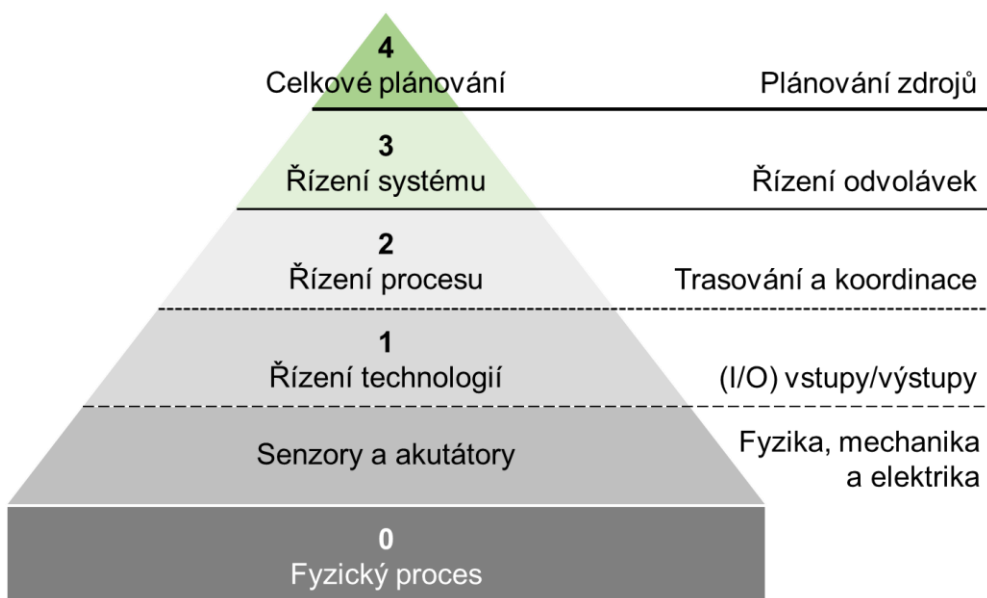 4
Celkové plánování
Plánování zdrojů
3
Řízení systému
Řízení odvolávek
2
Řízení procesu
Trasování a koordinace
1
Řízení technologií
(I/O) vstupy/výstupy
Senzory a akutátory
Fyzika, mechanika
a elektrika
0
Fyzický proces